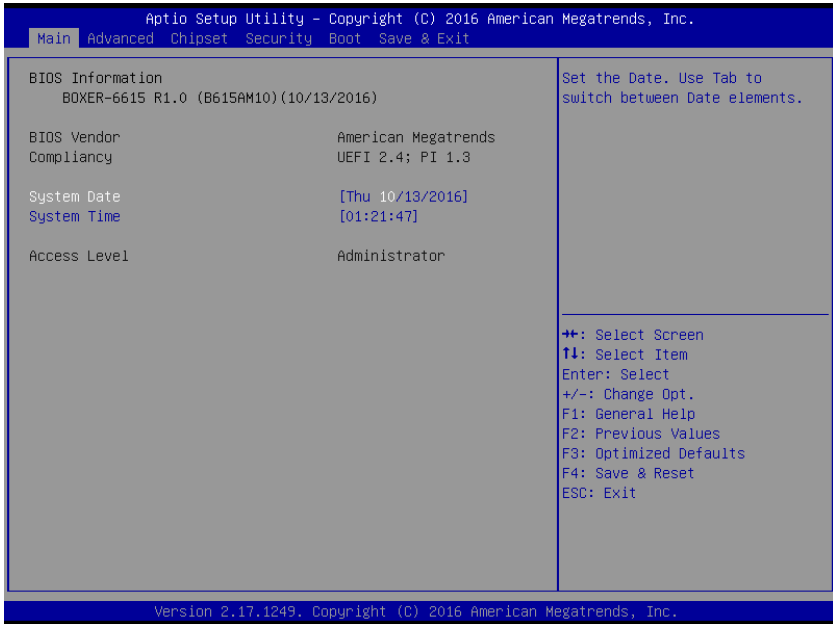 Aptio Setup Utility – Copyright (C) 2016 American Megatrends, Inc.
Main Advanced Chipset Security Boot Save & Exit
BIOS Information
BOXER-6615 R1.0 (B615AM10)(10/13/2016)
BIOS Vendor American Megatrends
Compliancy UEFI 2.4; PI 1.3
System Date [Thu 10/13/2016]
System Time [01:21:47]
Access Level Administrator
Set the Date. Use Tab to
switch between Date elements.
→←: Select Screen
↑↓: Select Item
Enter: Select
+/-: Change Opt.
F1: General Help
F2: Previous Values
F3: Optimized Defaults
F4: Save & Reset
ESC: Exit
Version 2.17.1249. Copyright (C) 2016 American Megatrends, Inc.